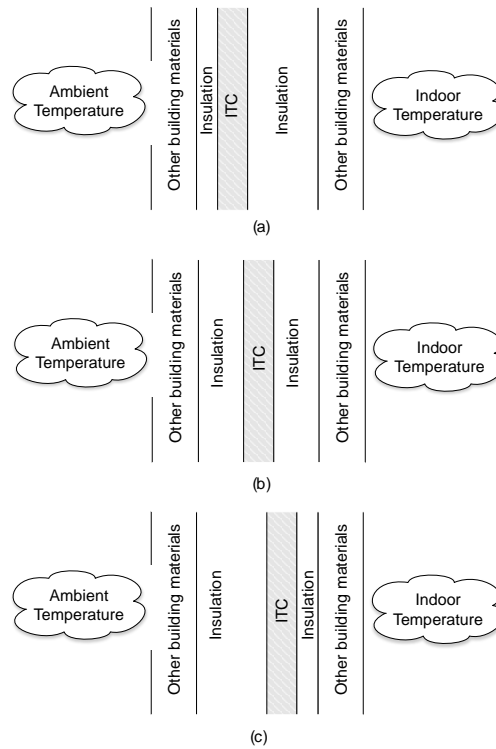 Ambient
Temperature
Other building materials
Insulation
ITC
Insulation
Other building materials
Indoor
Temperature
(a)
Ambient
Temperature
Other building materials
Insulation
ITC
Insulation
Other building materials
Indoor
Temperature
(b)
Ambient
Temperature
Other building materials
Insulation
ITC
Insulation
Other building materials
Indoor
Temperature
(c)